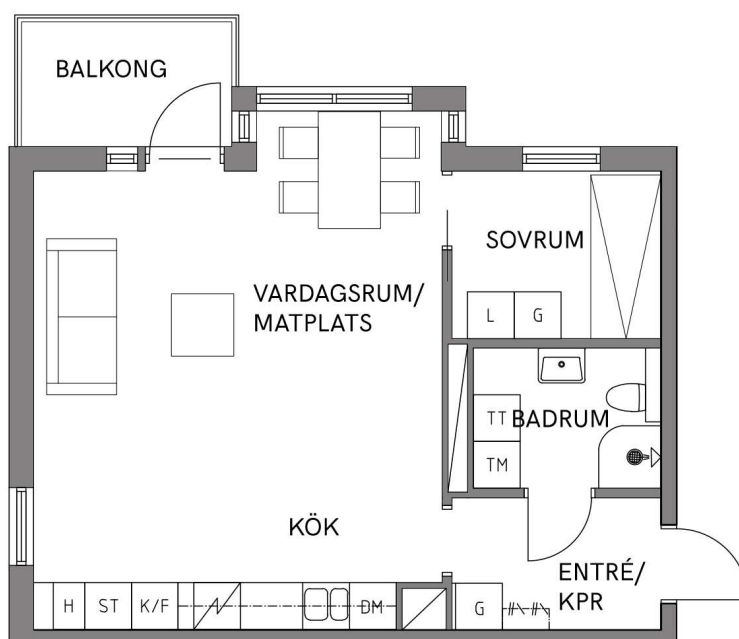 BALKONG
SOVRUM
VARDAGSRUM/
MATPLATS
L G
TT BADRUM
TM
KÖK
ENTRÉ/
KPR
H ST K/F DM G